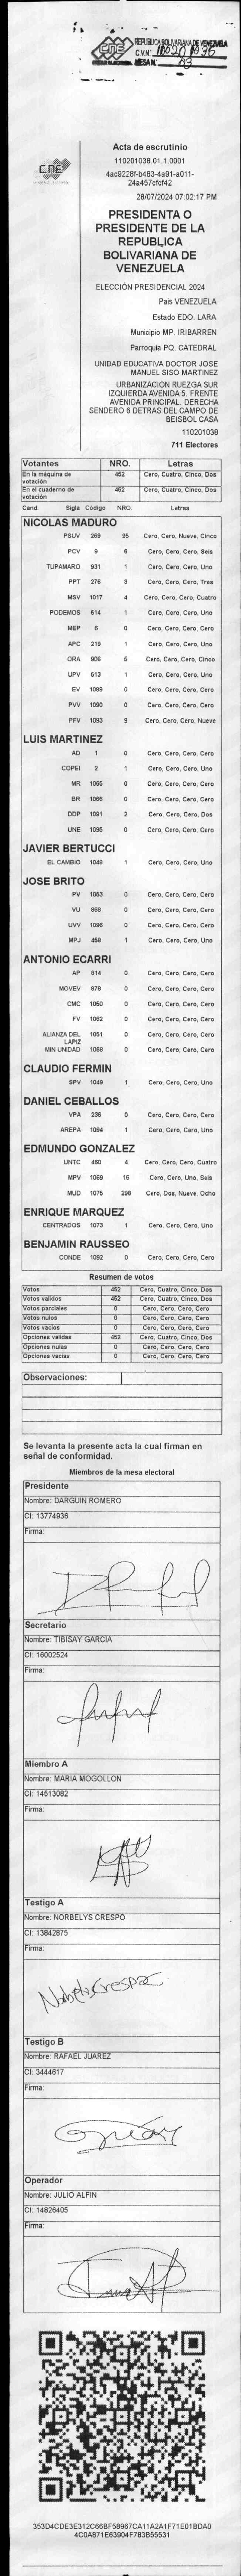 CNE
REPUBLICA BOLIVARIANA DE VENEZUELA
C.V.N°.
MESA N°.
CNE
Acta de escrutinio
110201038.01.1.0001
4ac9228f-b483-4a91-a011-
24a457cfcf42
28/07/2024 07:02:17 PM
PRESIDENTA O
PRESIDENTE DE LA
REPUBLICA
BOLIVARIANA DE
VENEZUELA
ELECCIÓN PRESIDENCIAL 2024
País VENEZUELA
Estado EDO. LARA
Municipio MP. IRIBARREN
Parroquia PQ. CATEDRAL
UNIDAD EDUCATIVA DOCTOR JOSE
MANUEL SISO MARTINEZ
URBANIZACION RUEZGA SUR
IZQUIERDA AVENIDA 5. FRENTE
AVENIDA PRINCIPAL. DERECHA
SENDERO 6 DETRAS DEL CAMPO DE
BEISBOL CASA
110201038
711 Electores
Votantes NRO. Letras
En la máquina de votación 452 Cero, Cuatro, Cinco, Dos
En el cuaderno de votación 452 Cero, Cuatro, Cinco, Dos
Cand. Sigla Código NRO. Letras
NICOLAS MADURO
PSUV 269 95 Cero, Cero, Nueve, Cinco
PCV 9 6 Cero, Cero, Cero, Seis
TUPAMARO 931 1 Cero, Cero, Cero, Uno
PPT 276 3 Cero, Cero, Cero, Tres
MSV 1017 4 Cero, Cero, Cero, Cuatro
PODEMOS 514 1 Cero, Cero, Cero, Uno
MEP 6 0 Cero, Cero, Cero, Cero
APC 219 1 Cero, Cero, Cero, Uno
ORA 906 5 Cero, Cero, Cero, Cinco
UPV 513 1 Cero, Cero, Cero, Uno
EV 1089 0 Cero, Cero, Cero, Cero
PVV 1090 0 Cero, Cero, Cero, Cero
PFV 1093 9 Cero, Cero, Cero, Nueve
LUIS MARTINEZ
AD 1 0 Cero, Cero, Cero, Cero
COPEI 2 1 Cero, Cero, Cero, Uno
MR 1065 0 Cero, Cero, Cero, Cero
BR 1066 0 Cero, Cero, Cero, Cero
DDP 1091 2 Cero, Cero, Cero, Dos
UNE 1095 0 Cero, Cero, Cero, Cero
JAVIER BERTUCCI
EL CAMBIO 1048 1 Cero, Cero, Cero, Uno
JOSE BRITO
PV 1053 0 Cero, Cero, Cero, Cero
VU 968 0 Cero, Cero, Cero, Cero
UVV 1096 0 Cero, Cero, Cero, Cero
MPJ 458 1 Cero, Cero, Cero, Uno
ANTONIO ECARRI
AP 814 0 Cero, Cero, Cero, Cero
MOVEV 978 0 Cero, Cero, Cero, Cero
CMC 1050 0 Cero, Cero, Cero, Cero
FV 1062 0 Cero, Cero, Cero, Cero
ALIANZA DEL LAPIZ 1051 0 Cero, Cero, Cero, Cero
MIN UNIDAD 1058 0 Cero, Cero, Cero, Cero
CLAUDIO FERMIN
SPV 1049 1 Cero, Cero, Cero, Uno
DANIEL CEBALLOS
VPA 236 0 Cero, Cero, Cero, Cero
AREPA 1094 1 Cero, Cero, Cero, Uno
EDMUNDO GONZALEZ
UNTC 460 4 Cero, Cero, Cero, Cuatro
MPV 1069 16 Cero, Cero, Uno, Seis
MUD 1075 298 Cero, Dos, Nueve, Ocho
ENRIQUE MARQUEZ
CENTRADOS 1073 1 Cero, Cero, Cero, Uno
BENJAMIN RAUSSEO
CONDE 1092 0 Cero, Cero, Cero, Cero
Resumen de votos
Votos 452 Cero, Cuatro, Cinco, Dos
Votos validos 452 Cero, Cuatro, Cinco, Dos
Votos parciales 0 Cero, Cero, Cero, Cero
Votos nulos 0 Cero, Cero, Cero, Cero
Votos vacíos 0 Cero, Cero, Cero, Cero
Opciones validas 452 Cero, Cuatro, Cinco, Dos
Opciones nulas 0 Cero, Cero, Cero, Cero
Opciones vacías 0 Cero, Cero, Cero, Cero
Observaciones:
Se levanta la presente acta la cual firman en
señal de conformidad.
Miembros de la mesa electoral
Presidente
Nombre: DARGUIN ROMERO
CI: 13774936
Firma:
Secretario
Nombre: TIBISAY GARCIA
CI: 16002524
Firma:
Miembro A
Nombre: MARIA MOGOLLON
CI: 14513082
Firma:
Testigo A
Nombre: NORBELYS CRESPO
CI: 13842875
Firma:
Norbelys Crespo
Testigo B
Nombre: RAFAEL JUAREZ
CI: 3444617
Firma:
Operador
Nombre: JULIO ALFIN
CI: 14826405
Firma:
353D4CDE3E312C66BF58967CA11A2A1F71E01BDA0
4C0A871E63904F783B55531